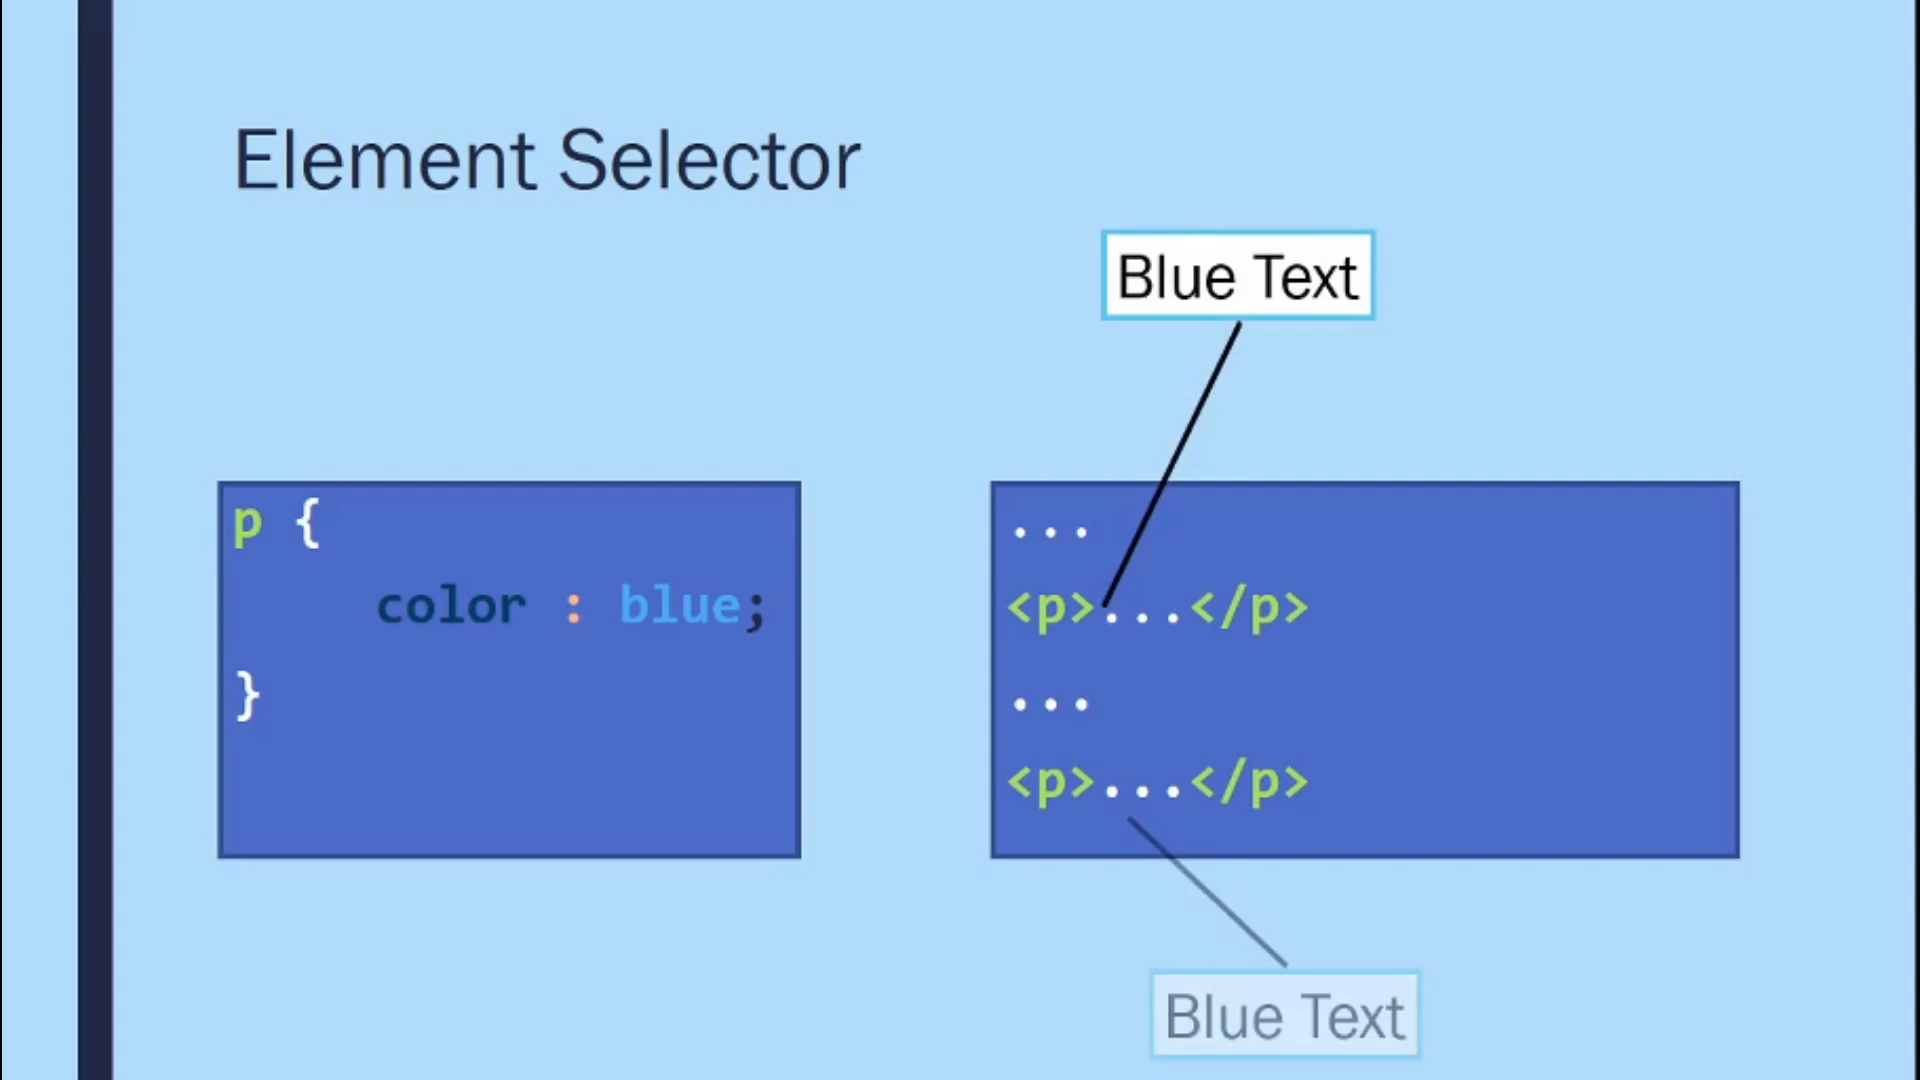 Element Selector
Blue Text
p {
color : blue;
}
...
<p>...</p>
...
<p>...</p>
Blue Text